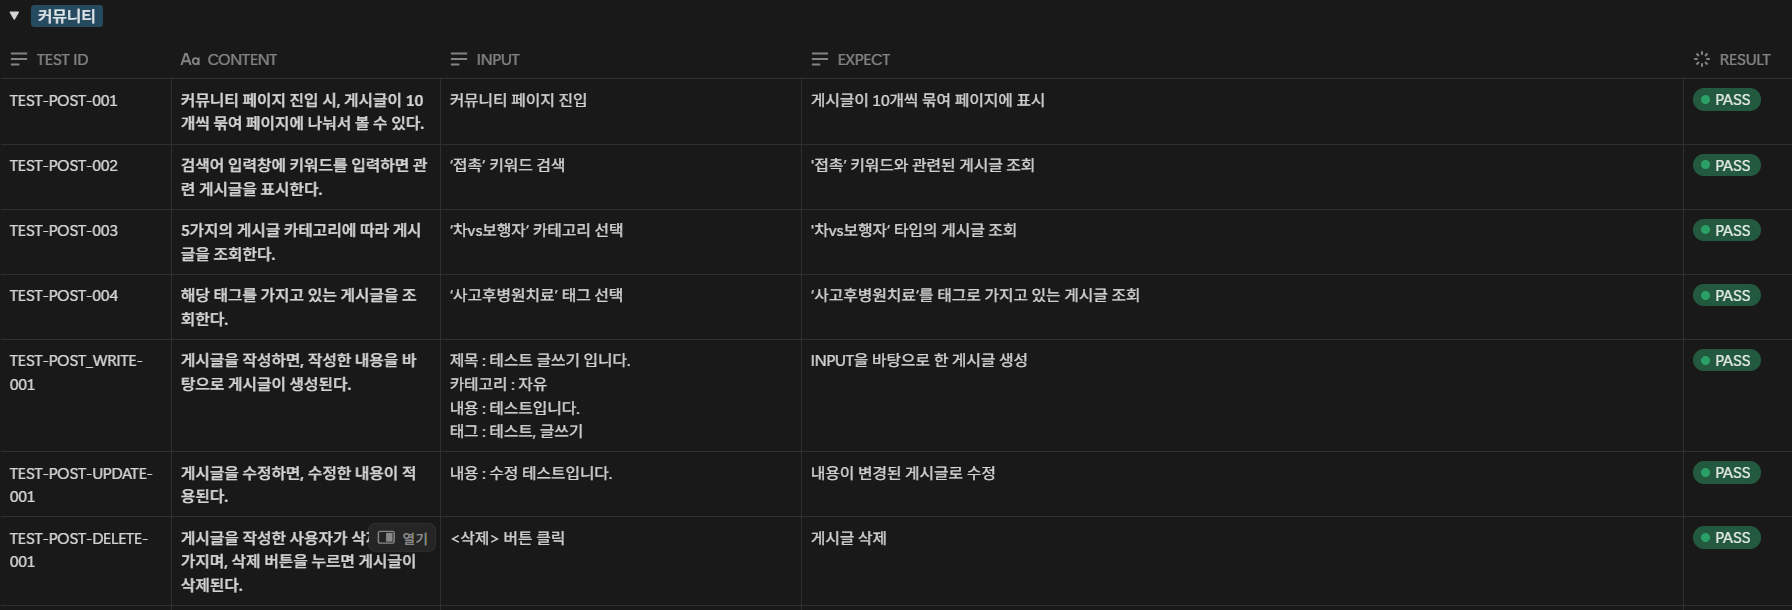 커뮤니티
TEST ID
Aa CONTENT
INPUT
EXPECT
RESULT
TEST-POST-001
커뮤니티 페이지 진입 시, 게시글이 10
개씩 묶여 페이지에 나눠서 볼 수 있다.
커뮤니티 페이지 진입
게시글이 10개씩 묶여 페이지에 표시
PASS
TEST-POST-002
검색어 입력창에 키워드를 입력하면 관
련 게시글을 표시한다.
‘접촉’ 키워드 검색
'접촉’ 키워드와 관련된 게시글 조회
PASS
TEST-POST-003
5가지의 게시글 카테고리에 따라 게시
글을 조회한다.
‘차vs보행자’ 카테고리 선택
'차vs보행자’ 타입의 게시글 조회
PASS
TEST-POST-004
해당 태그를 가지고 있는 게시글을 조
회한다.
‘사고후병원치료’ 태그 선택
‘사고후병원치료’를 태그로 가지고 있는 게시글 조회
PASS
TEST-POST_WRITE-
001
게시글을 작성하면, 작성한 내용을 바
탕으로 게시글이 생성된다.
제목 : 테스트 글쓰기 입니다.
카테고리 : 자유
내용 : 테스트입니다.
태그 : 테스트, 글쓰기
INPUT을 바탕으로 한 게시글 생성
PASS
TEST-POST-UPDATE-
001
게시글을 수정하면, 수정한 내용이 적
용된다.
내용 : 수정 테스트입니다.
내용이 변경된 게시글로 수정
PASS
TEST-POST-DELETE-
001
게시글을 작성한 사용자가
열기
가지며, 삭제 버튼을 누르면 게시글이
삭제된다.
<삭제> 버튼 클릭
게시글 삭제
PASS